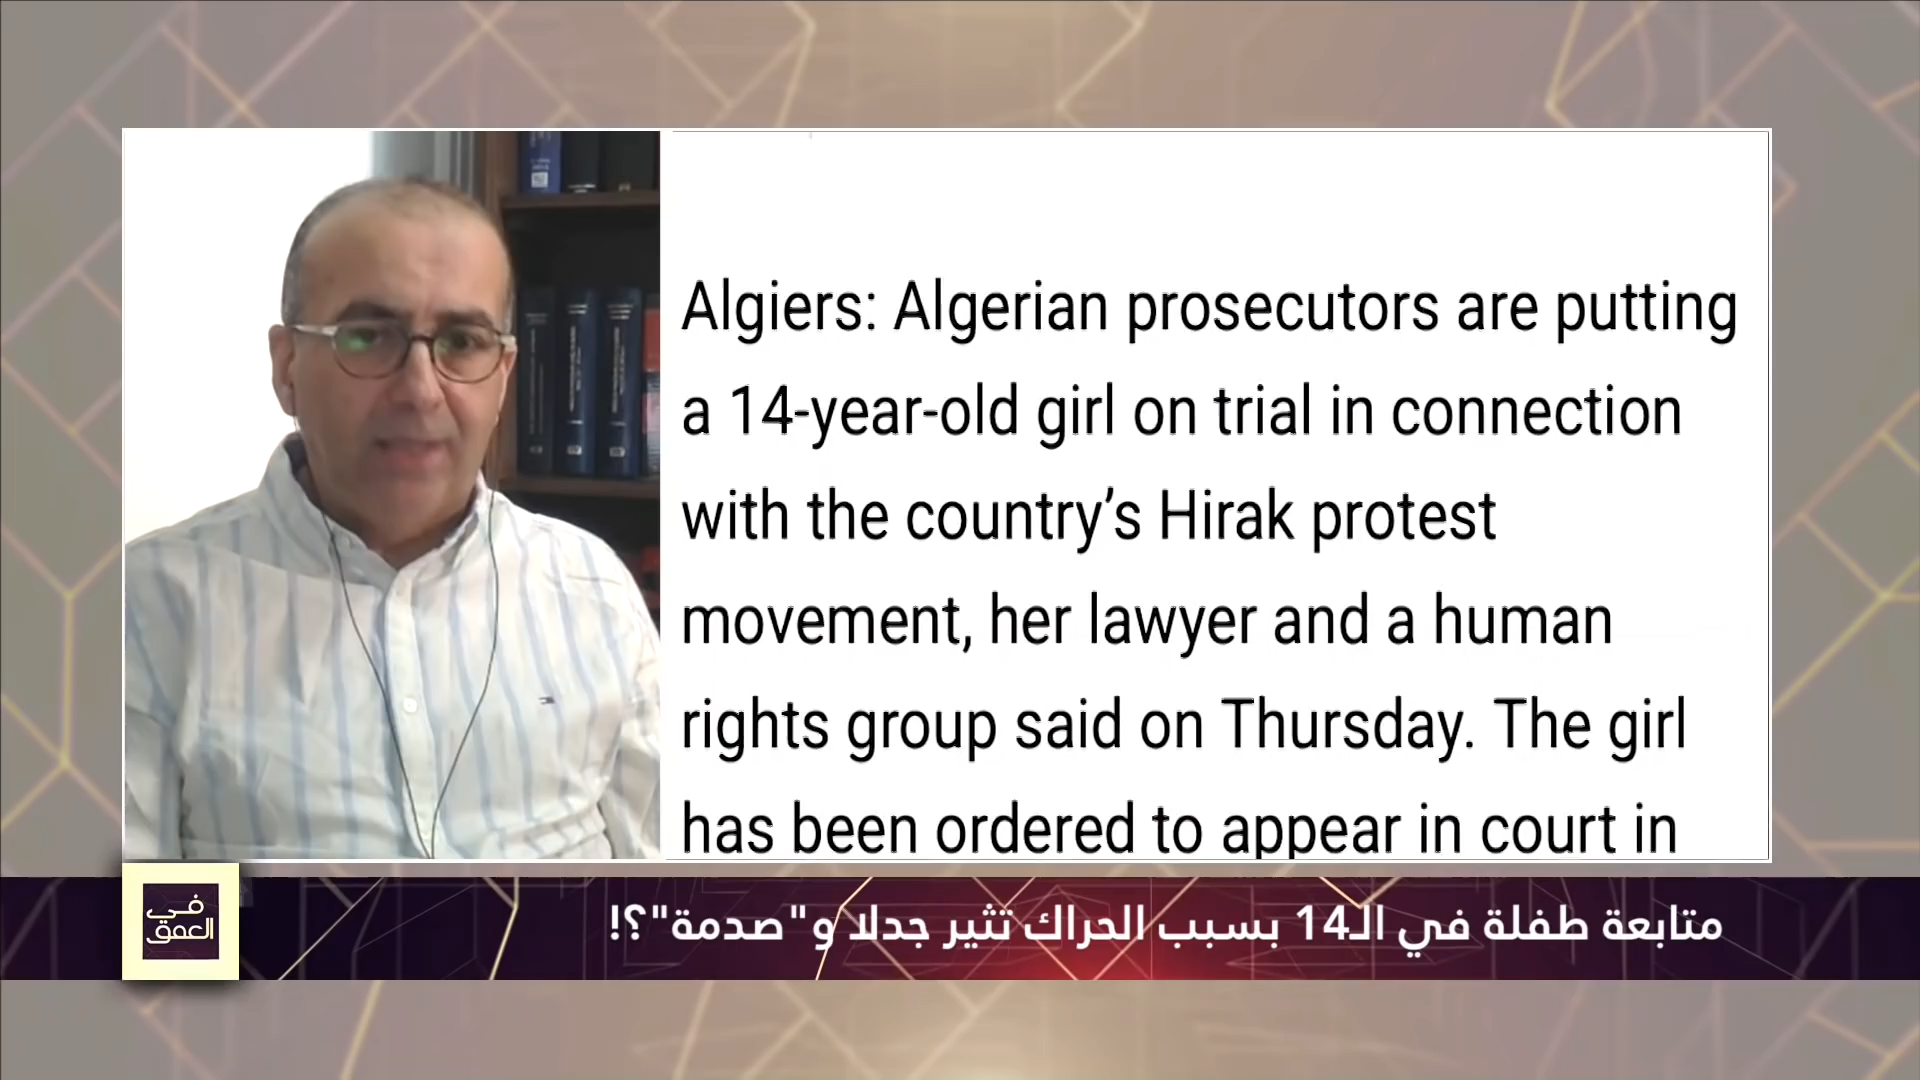 Algiers: Algerian prosecutors are putting
a 14-year-old girl on trial in connection
with the country’s Hirak protest
movement, her lawyer and a human
rights group said on Thursday. The girl
has been ordered to appear in court in
في
العمق
متابعة طفلة في الـ14 بسبب الحراك تثير جدلا و"صدمة"؟!